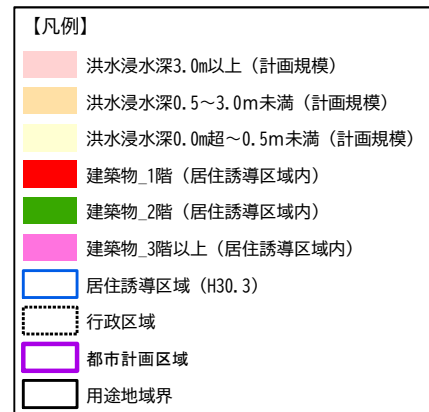 【凡例】
洪水浸水深3.0m以上（計画規模）
洪水浸水深0.5～3.0ｍ未満（計画規模）
洪水浸水深0.0m超～0.5ｍ未満（計画規模）
建築物_1階（居住誘導区域内）
建築物_2階（居住誘導区域内）
建築物_3階以上（居住誘導区域内）
居住誘導区域（H30.3）
行政区域
都市計画区域
用途地域界